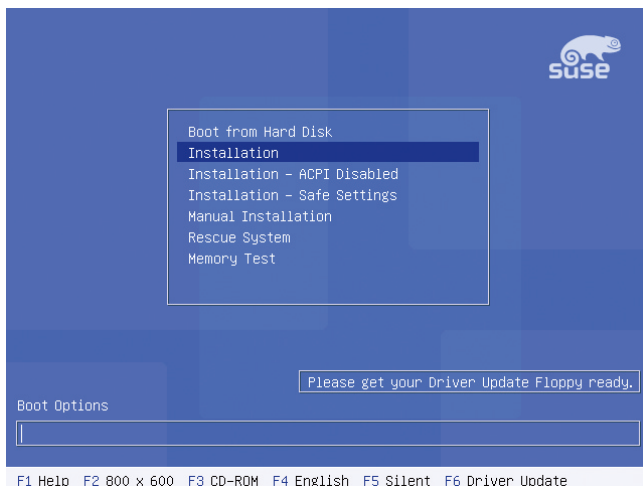 suse
Boot from Hard Disk
Installation
Installation - ACPI Disabled
Installation - Safe Settings
Manual Installation
Rescue System
Memory Test
Please get your Driver Update Floppy ready.
Boot Options
F1 Help F2 800 x 600 F3 CD-ROM F4 English F5 Silent F6 Driver Update